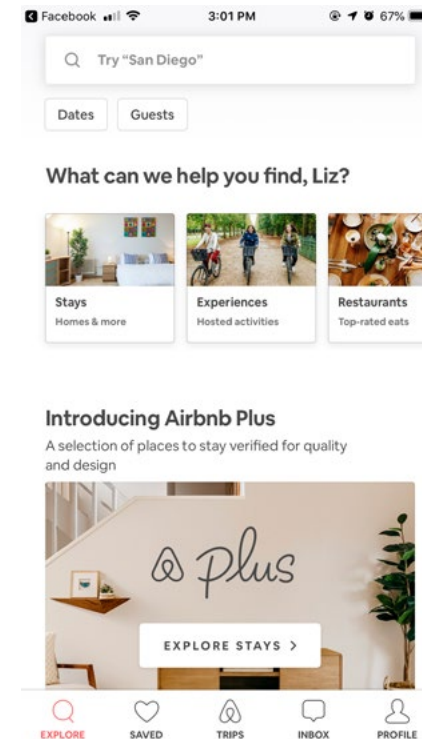 Facebook 3:01 PM 67%
Try “San Diego”
Dates Guests
What can we help you find, Liz?
Stays Experiences Restaurants
Homes & more Hosted activities Top-rated eats
Introducing Airbnb Plus
A selection of places to stay verified for quality
and design
Plus
EXPLORE STAYS >
EXPLORE SAVED TRIPS INBOX PROFILE